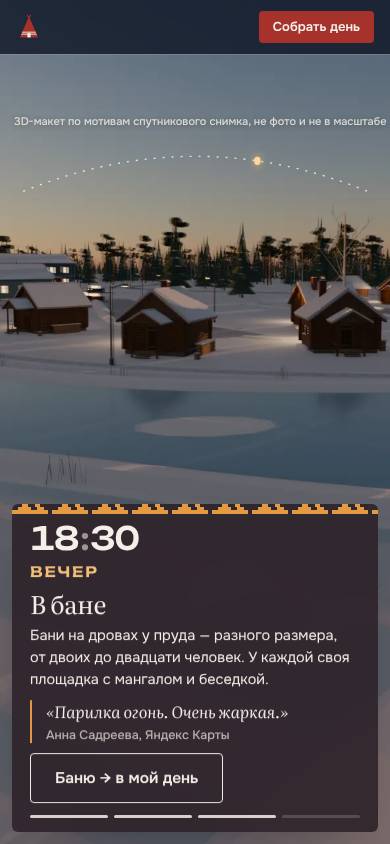 Собрать день
3D-макет по мотивам спутникового снимка, не фото и не в масштабе
18:30
ВЕЧЕР
В бане
Бани на дровах у пруда — разного размера,
от двоих до двадцати человек. У каждой своя
площадка с мангалом и беседкой.
«Парилка огонь. Очень жаркая.»
Анна Садреева, Яндекс Карты
Баню → в мой день